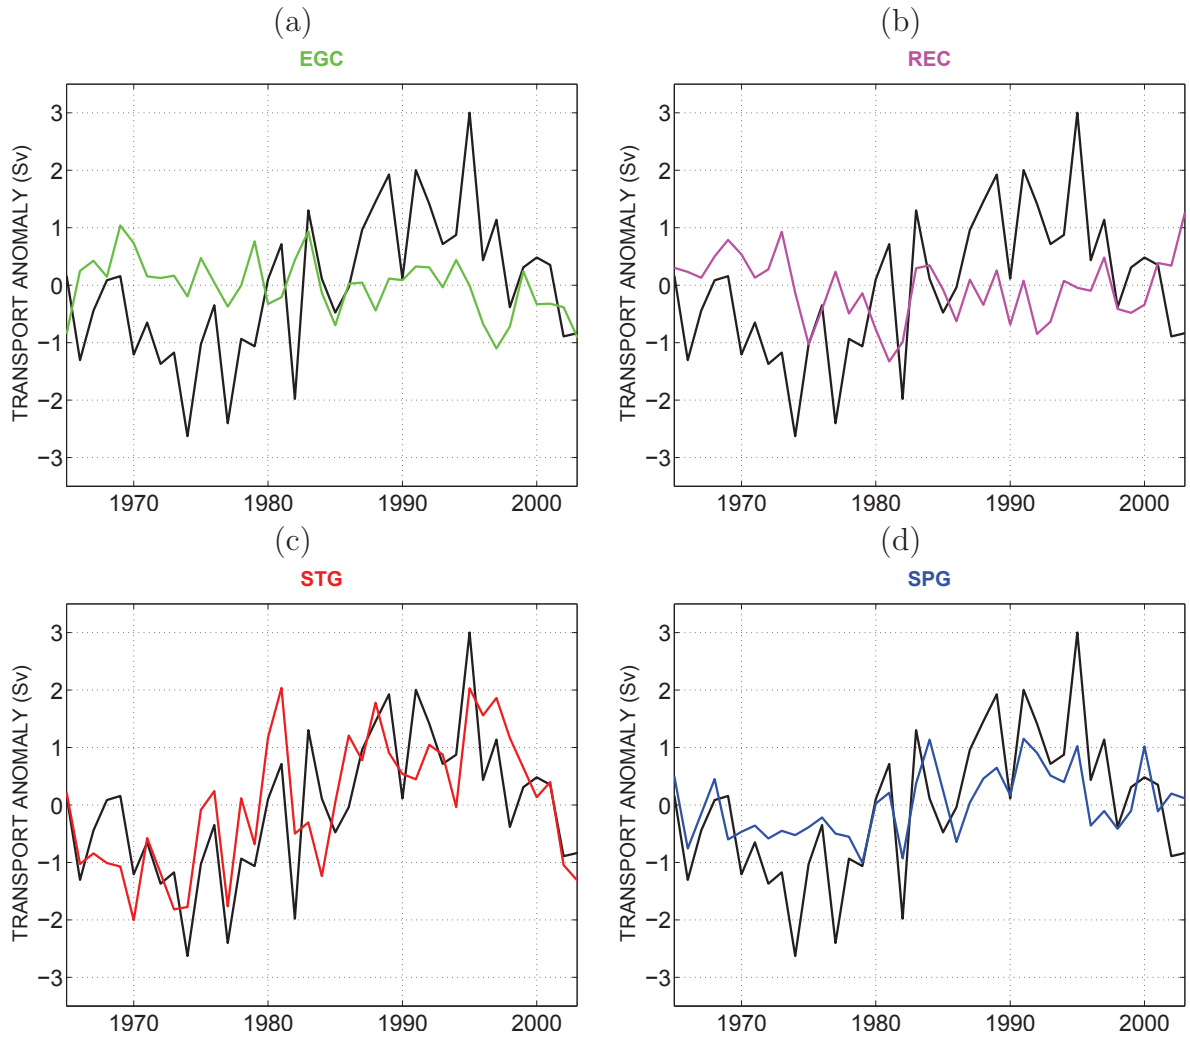 (a)
EGC
TRANSPORT ANOMALY (Sv)
3
2
1
0
−1
−2
−3
1970 1980 1990 2000
(b)
REC
TRANSPORT ANOMALY (Sv)
3
2
1
0
−1
−2
−3
1970 1980 1990 2000
(c)
STG
TRANSPORT ANOMALY (Sv)
3
2
1
0
−1
−2
−3
1970 1980 1990 2000
(d)
SPG
TRANSPORT ANOMALY (Sv)
3
2
1
0
−1
−2
−3
1970 1980 1990 2000